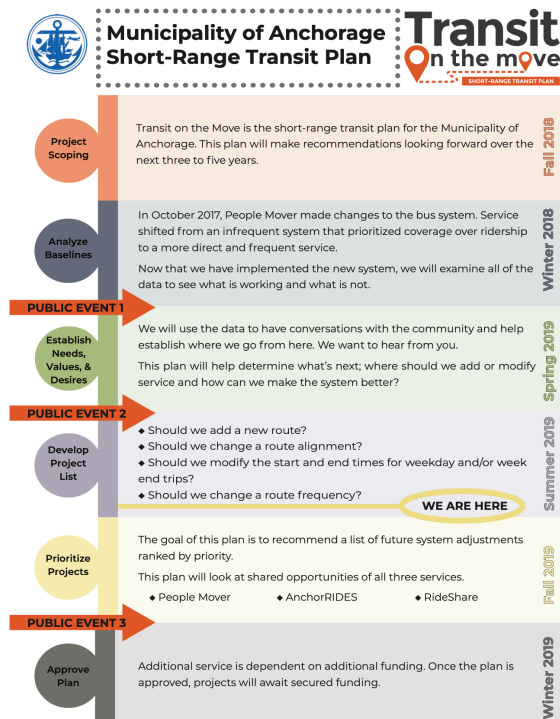 Municipality of Anchorage
Short-Range Transit Plan
Transit
On the move
SHORT-RANGE TRANSIT PLAN
Project
Scoping
Transit on the Move is the short-range transit plan for the Municipality of
Anchorage. This plan will make recommendations looking forward over the
next three to five years.
Fall 2018
Analyze
Baselines
In October 2017, People Mover made changes to the bus system. Service
shifted from an infrequent system that prioritized coverage over ridership
to a more direct and frequent service.
Now that we have implemented the new system, we will examine all of the
data to see what is working and what is not.
Winter 2018
PUBLIC EVENT 1
Establish
Needs,
Values, &
Desires
We will use the data to have conversations with the community and help
establish where we go from here. We want to hear from you.
This plan will help determine what's next; where should we add or modify
service and how can we make the system better?
Spring 2019
PUBLIC EVENT 2
Develop
Project
List
◆ Should we add a new route?
◆ Should we change a route alignment?
◆ Should we modify the start and end times for weekday and/or week
end trips?
◆ Should we change a route frequency?
Summer 2019
WE ARE HERE
Prioritize
Projects
The goal of this plan is to recommend a list of future system adjustments
ranked by priority.
This plan will look at shared opportunities of all three services.
◆ People Mover ◆ AnchorRIDES ◆ RideShare
Fall 2019
PUBLIC EVENT 3
Approve
Plan
Additional service is dependent on additional funding. Once the plan is
approved, projects will await secured funding.
Winter 2019